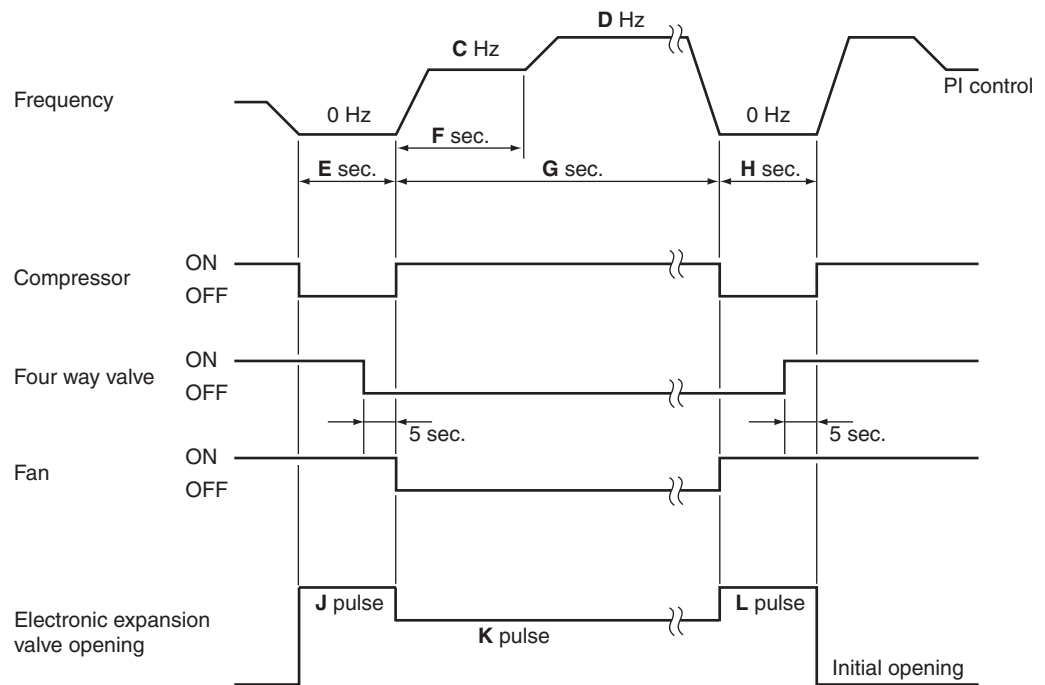 D Hz
C Hz
Frequency
0 Hz
0 Hz
PI control
F sec.
E sec.
G sec.
H sec.
Compressor
ON
OFF
Four way valve
ON
OFF
5 sec.
5 sec.
Fan
ON
OFF
J pulse
L pulse
Electronic expansion
valve opening
K pulse
Initial opening